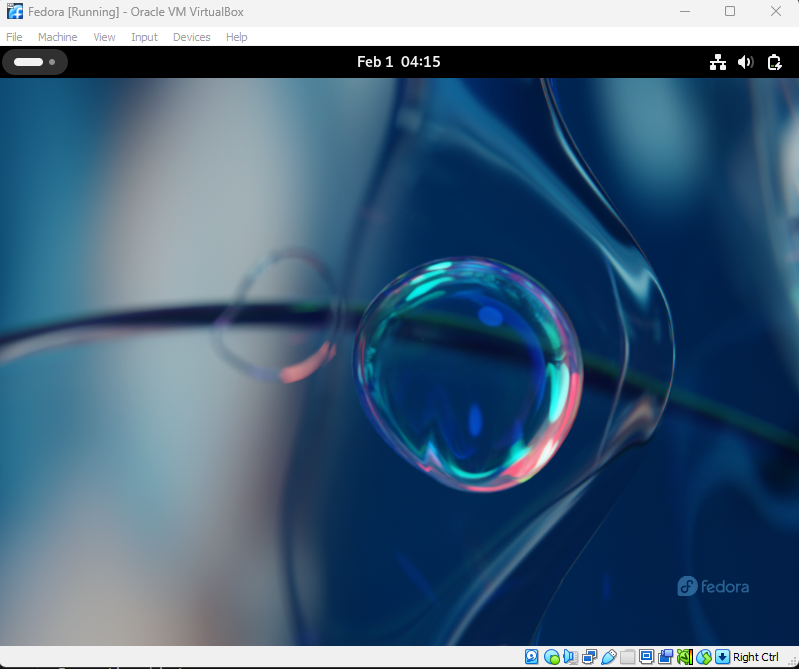 Fedora [Running] - Oracle VM VirtualBox
File Machine View Input Devices Help
Feb 1 04:15
fedora
Right Ctrl